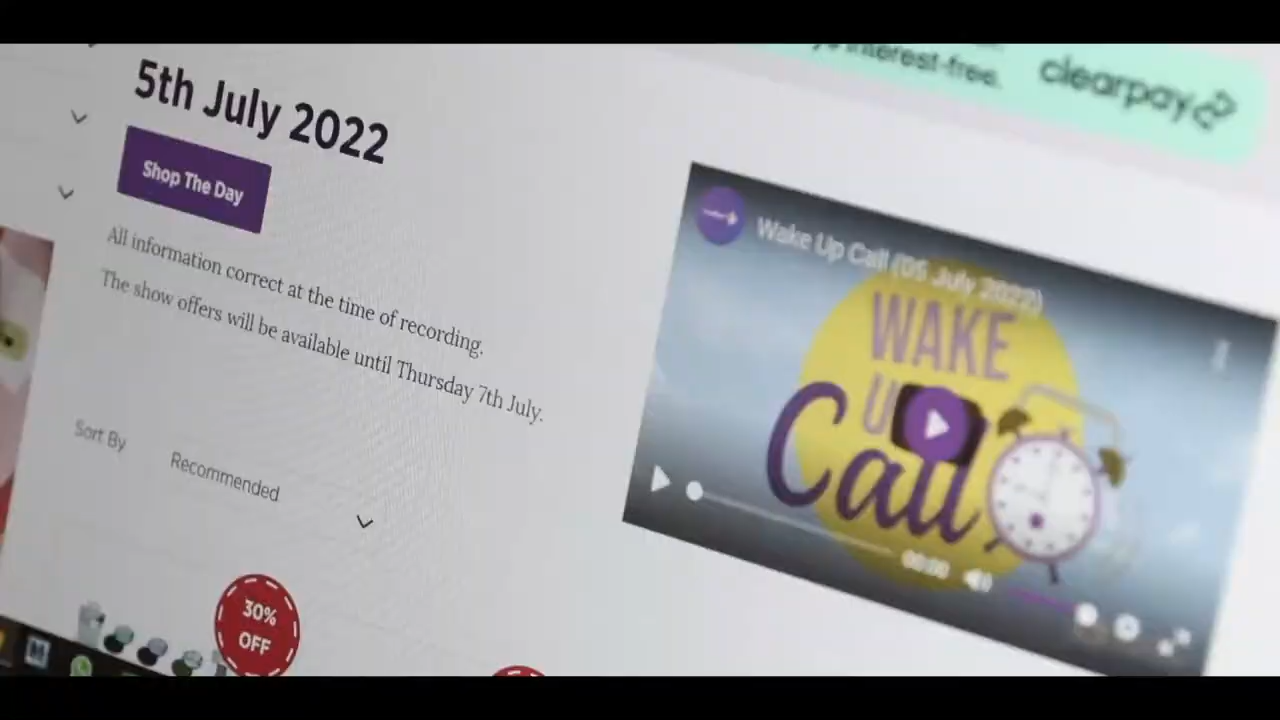 interest-free.
clearpay
5th July 2022
Shop The Day
All information correct at the time of recording.
The show offers will be available until Thursday 7th July.
Sort By
Recommended
30%
OFF
Wake Up Call (05 July 2022)
WAKE
Call
00:00